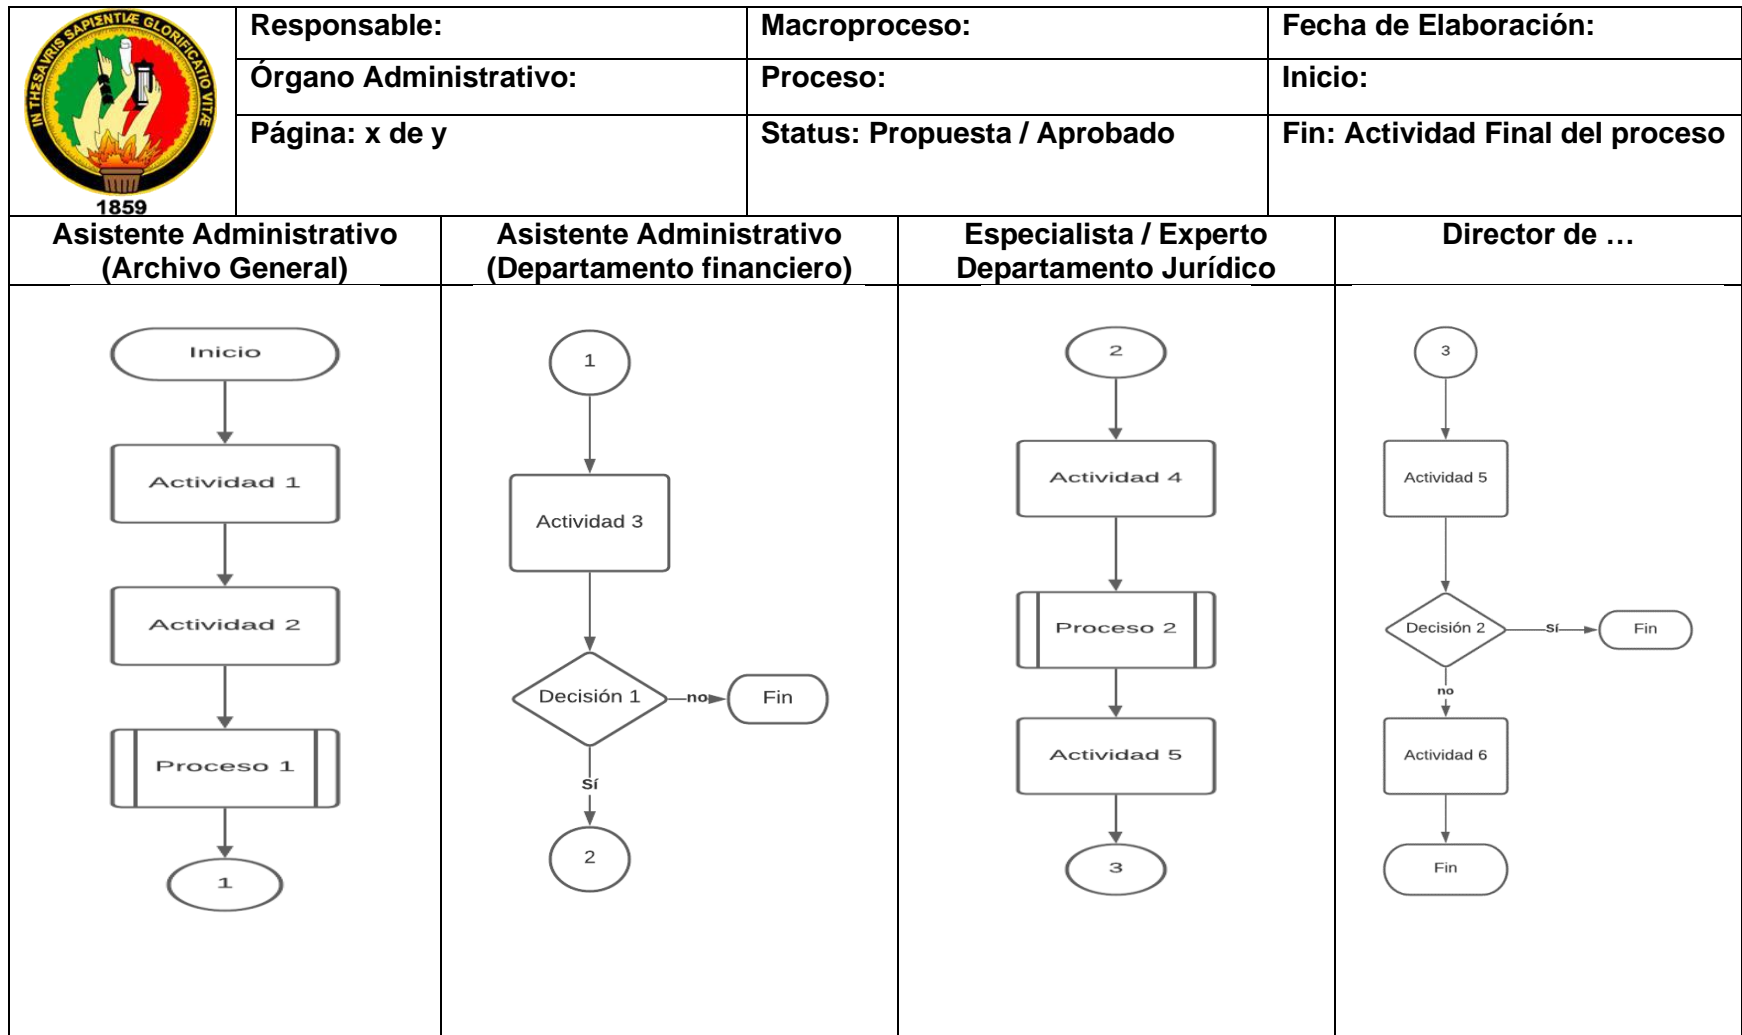 IN THESAVRIS SAPIENTIÆ GLORIFICATIO VITÆ
1859
Responsable:
Macroproceso:
Fecha de Elaboración:
Órgano Administrativo:
Proceso:
Inicio:
Página: x de y
Status: Propuesta / Aprobado
Fin: Actividad Final del proceso
Asistente Administrativo
(Archivo General)
Asistente Administrativo
(Departamento financiero)
Especialista / Experto
Departamento Jurídico
Director de …
Inicio
Actividad 1
Actividad 2
Proceso 1
1
1
Actividad 3
Decisión 1
no
Fin
Sí
2
2
Actividad 4
Proceso 2
Actividad 5
3
3
Actividad 5
Decisión 2
Sí
Fin
no
Actividad 6
Fin